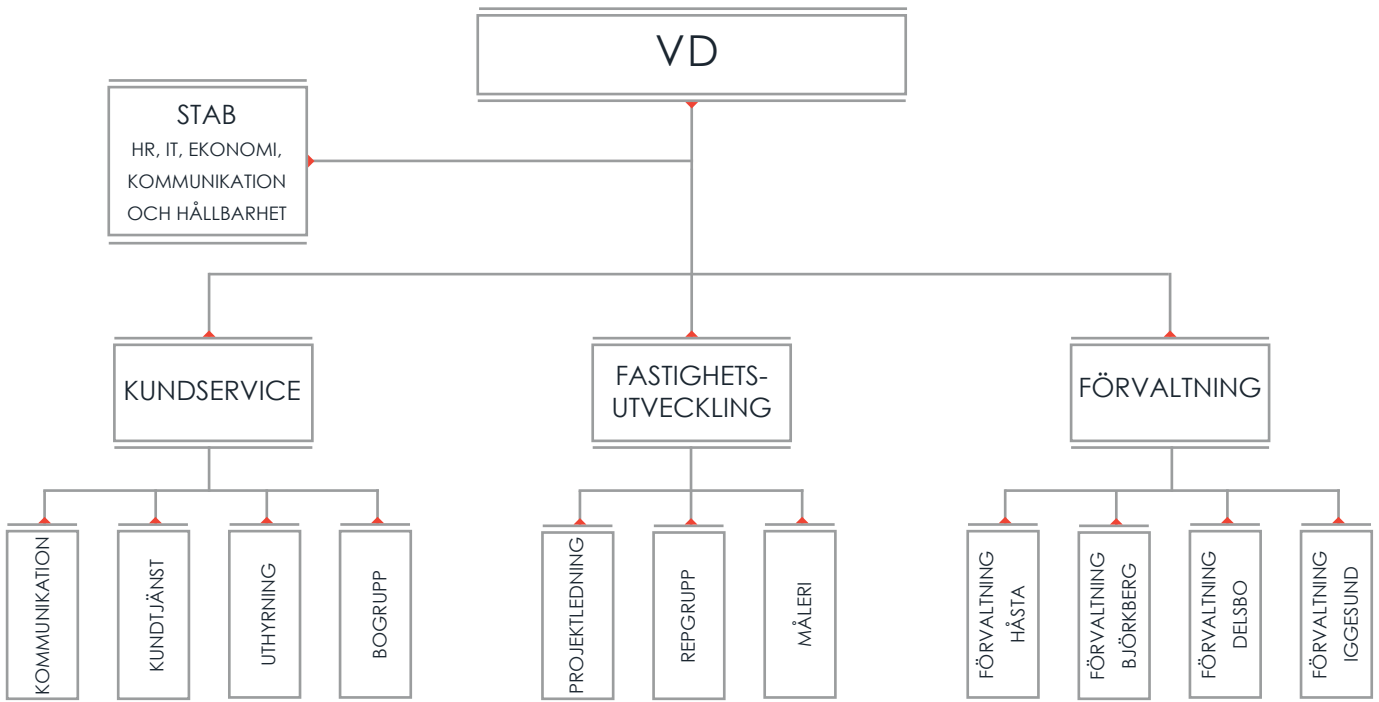 VD
STAB
HR, IT, EKONOMI,
KOMMUNIKATION
OCH HÅLLBARHET
KUNDSERVICE
FASTIGHETS-
UTVECKLING
FÖRVALTNING
KOMMUNIKATION
KUNDTJÄNST
UTHYRNING
BOGRUPP
PROJEKTLEDNING
REPGRUPP
MÅLERI
FÖRVALTNING
HÅSTA
FÖRVALTNING
BJÖRKBERG
FÖRVALTNING
DELSBO
FÖRVALTNING
IGGESUND